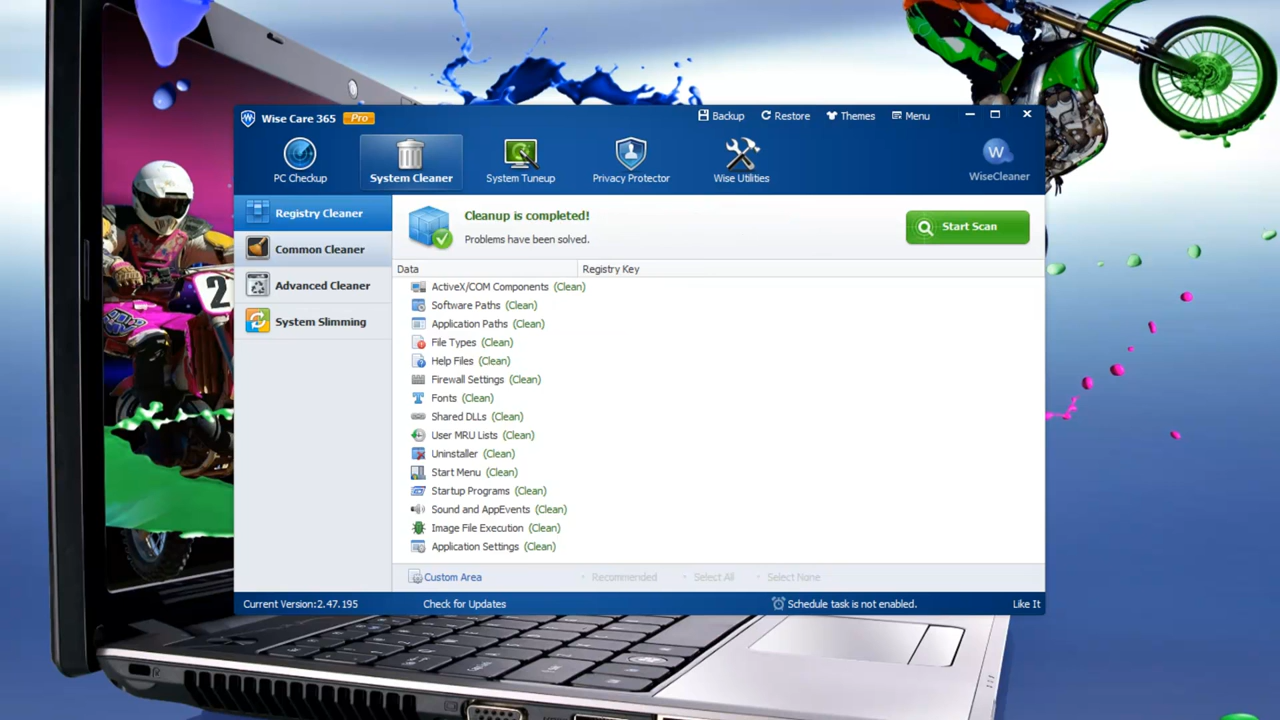 Wise Care 365 Pro
Backup Restore Themes Menu
PC Checkup System Cleaner System Tuneup Privacy Protector Wise Utilities
W
WiseCleaner
Registry Cleaner
Common Cleaner
Advanced Cleaner
System Slimming
Cleanup is completed!
Problems have been solved.
Start Scan
Data Registry Key
ActiveX/COM Components (Clean)
Software Paths (Clean)
Application Paths (Clean)
File Types (Clean)
Help Files (Clean)
Firewall Settings (Clean)
Fonts (Clean)
Shared DLLs (Clean)
User MRU Lists (Clean)
Uninstaller (Clean)
Start Menu (Clean)
Startup Programs (Clean)
Sound and AppEvents (Clean)
Image File Execution (Clean)
Application Settings (Clean)
Custom Area Recommended Select All Select None
Current Version:2.47.195 Check for Updates Schedule task is not enabled. Like It
2